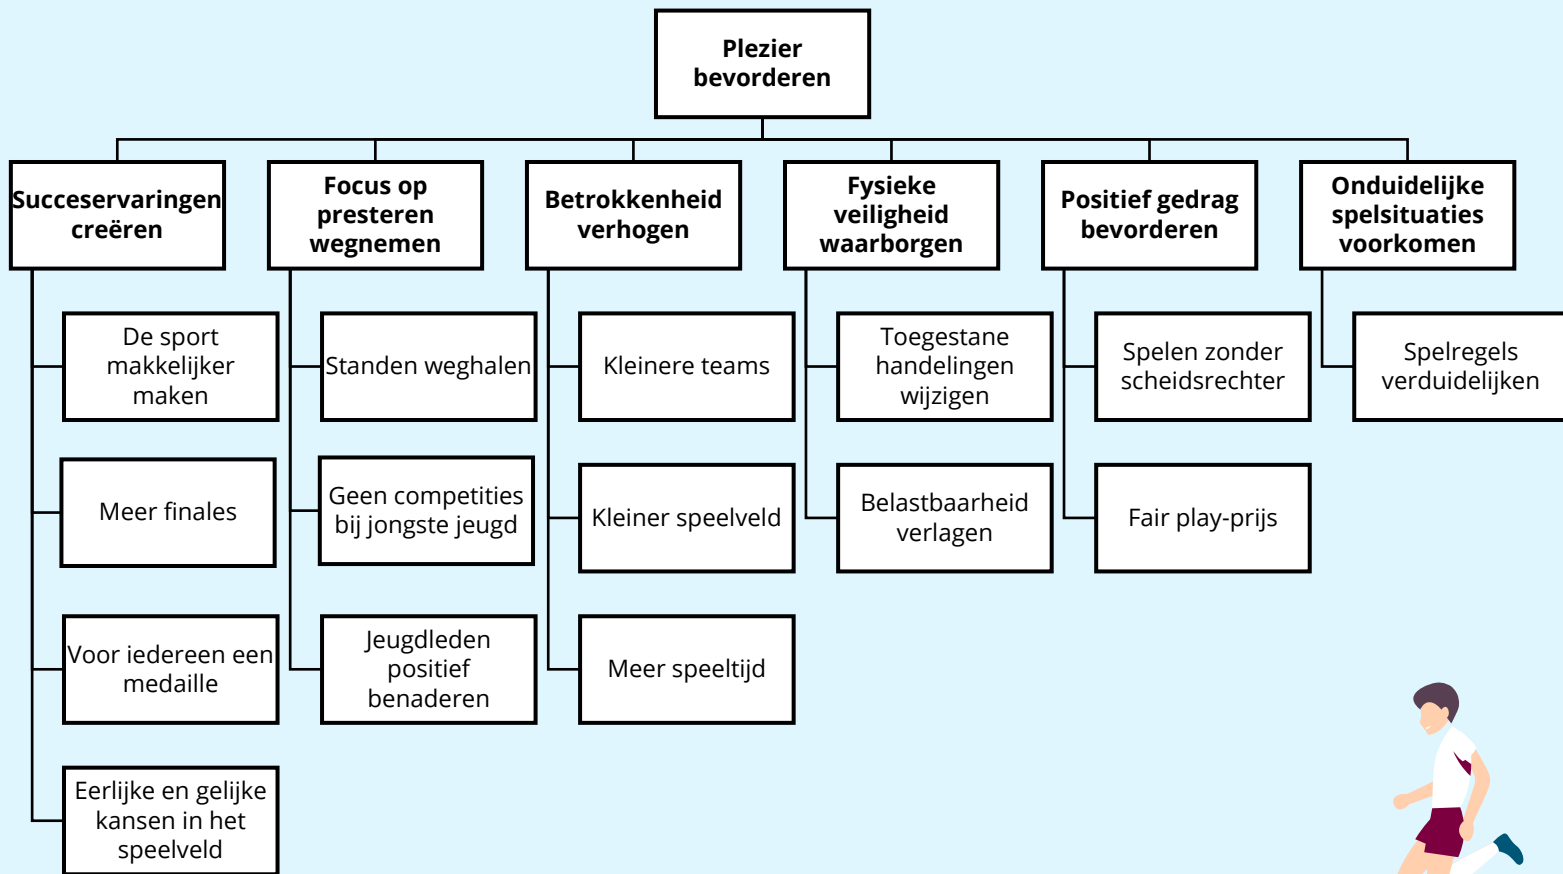 Plezier
bevorderen
Succeservaringen
creëren
Focus op
presteren
wegnemen
Betrokkenheid
verhogen
Fysieke
veiligheid
waarborgen
Positief gedrag
bevorderen
Onduidelijke
spelsituaties
voorkomen
De sport
makkelijker
maken
Standen weghalen
Kleinere teams
Toegestane
handelingen
wijzigen
Spelen zonder
scheidsrechter
Spelregels
verduidelijken
Meer finales
Geen competities
bij jongste jeugd
Kleiner speelveld
Belastbaarheid
verlagen
Fair play-prijs
Voor iedereen een
medaille
Jeugdleden
positief
benaderen
Meer speeltijd
Eerlijke en gelijke
kansen in het
speelveld